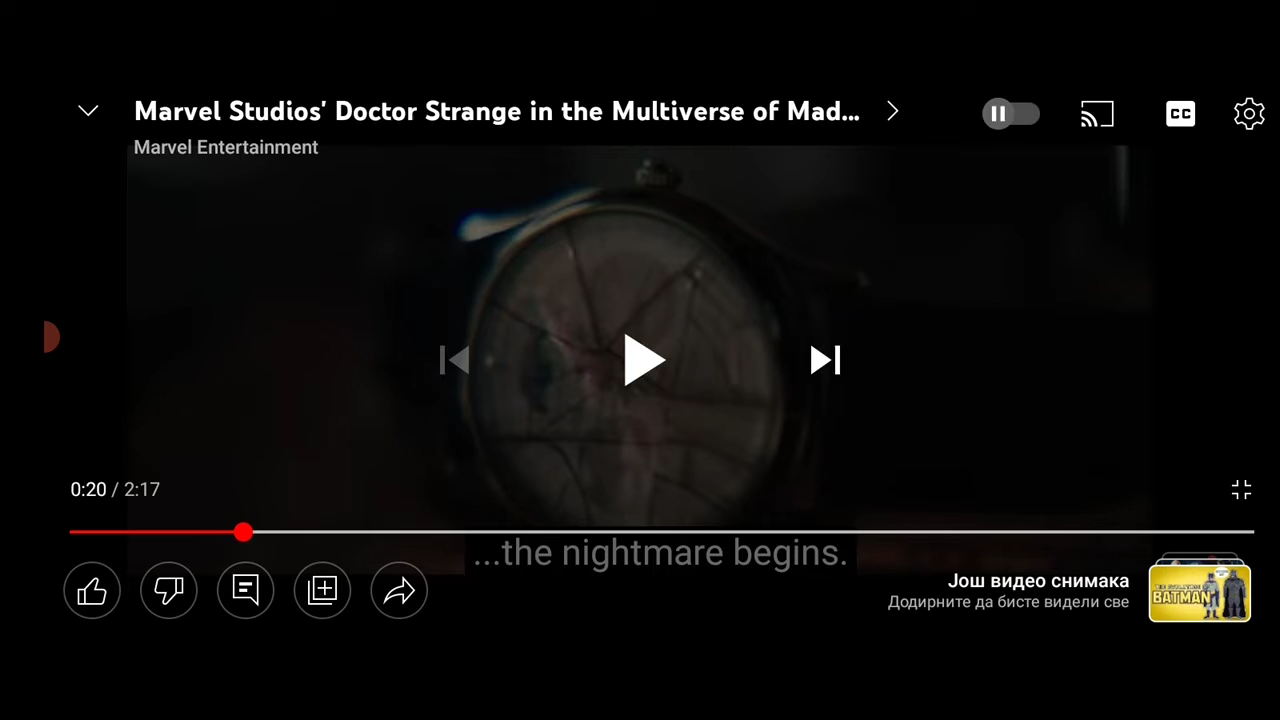 Marvel Studios' Doctor Strange in the Multiverse of Mad...
Marvel Entertainment
CC
0:20 / 2:17
...the nightmare begins.
Још видео снимака
Додирните да бисте видели све
BATMAN